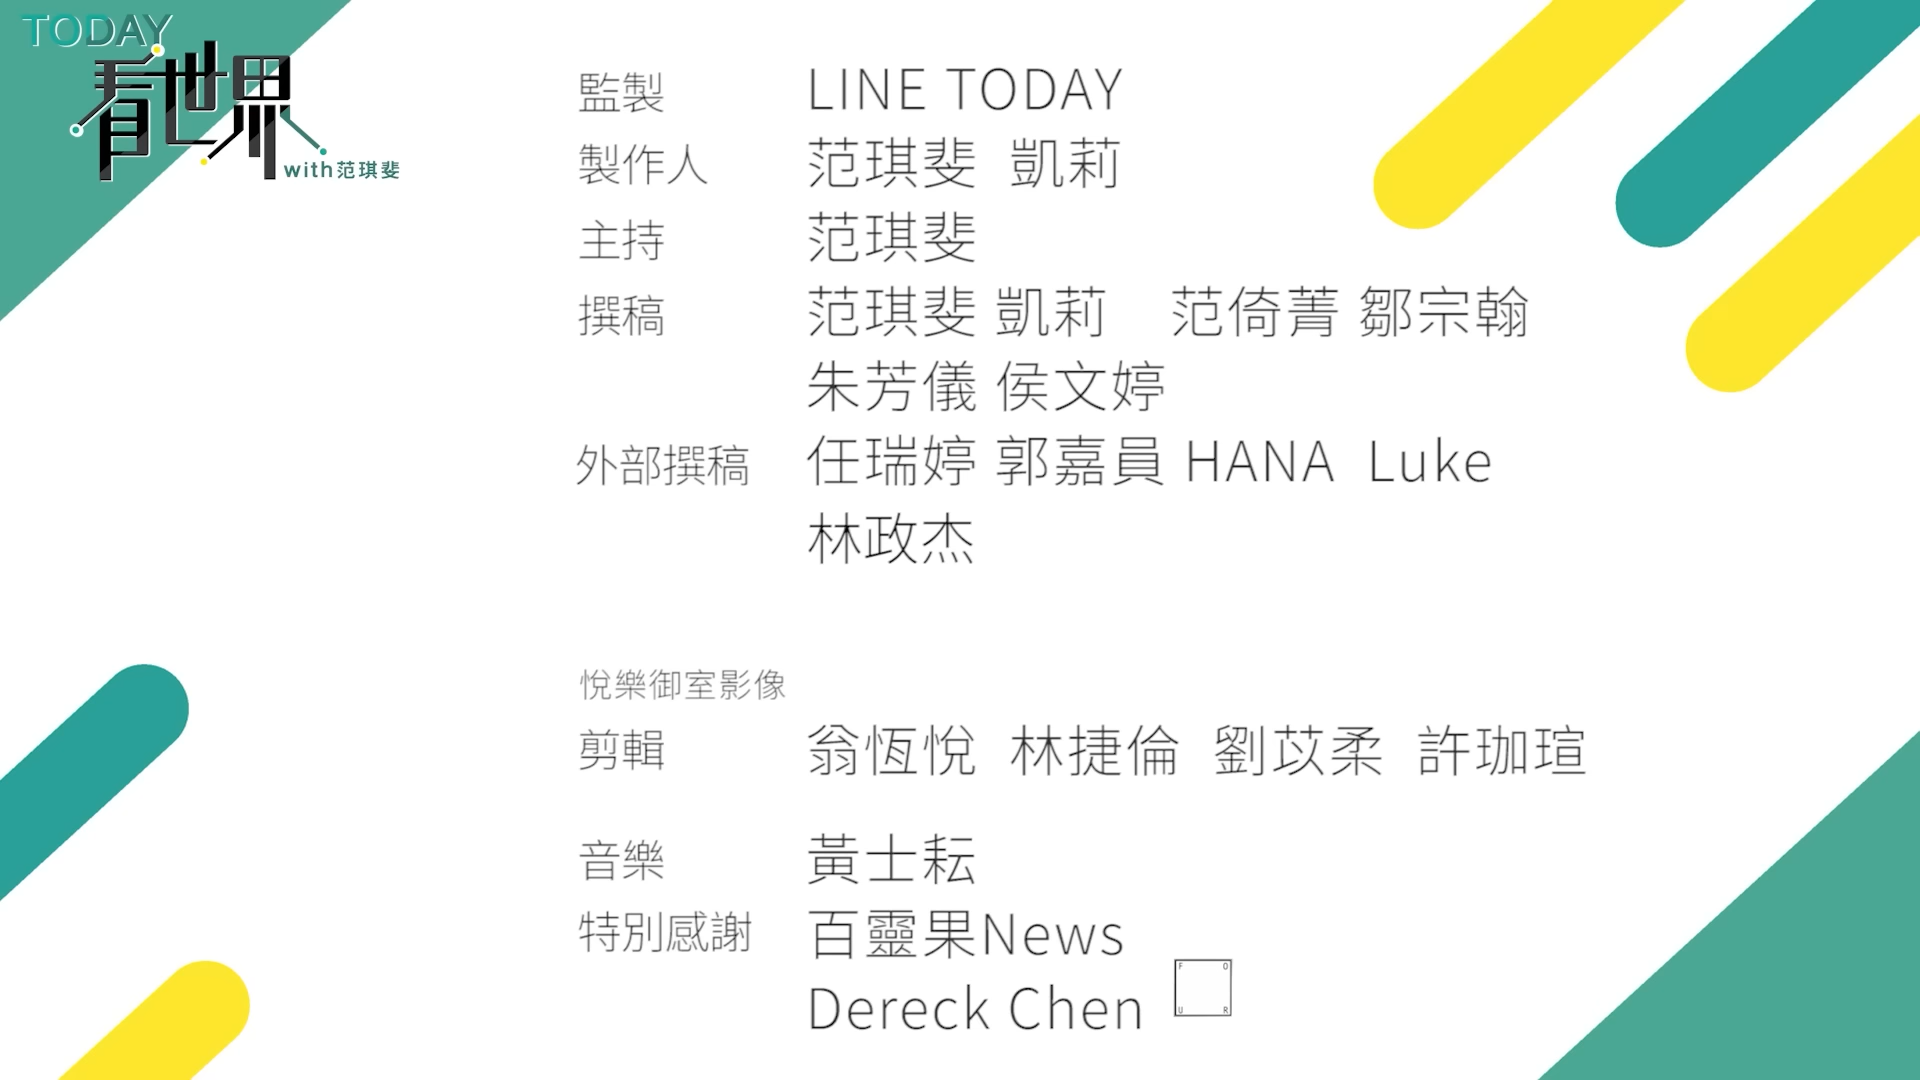 TODAY
看世界
with范琪斐
監製 LINE TODAY
製作人 范琪斐 凱莉
主持 范琪斐
撰稿 范琪斐 凱莉 范倚菁 鄒宗翰
朱芳儀 侯文婷
外部撰稿 任瑞婷 郭嘉員 HANA Luke
林政杰
悅樂御室影像
剪輯 翁恆悅 林捷倫 劉苡柔 許珈瑄
音樂 黃士耘
特別感謝 百靈果News
Dereck Chen
F O
U R